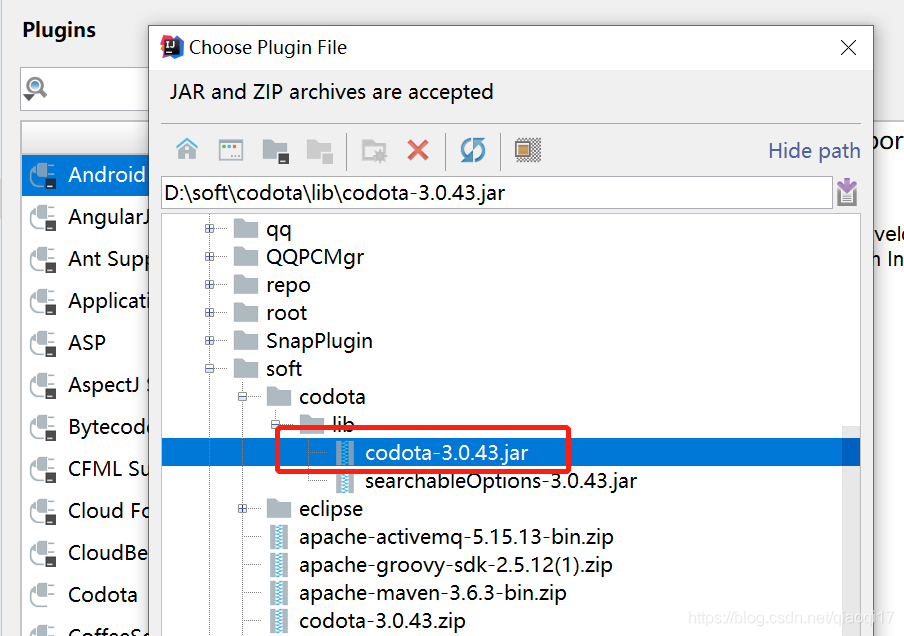 Plugins
Choose Plugin File
JAR and ZIP archives are accepted
Hide path
D:\soft\codota\lib\codota-3.0.43.jar
qq
QQPCMgr
repo
root
SnapPlugin
soft
codota
lib
codota-3.0.43.jar
searchableOptions-3.0.43.jar
eclipse
apache-activemq-5.15.13-bin.zip
apache-groovy-sdk-2.5.12(1).zip
apache-maven-3.6.3-bin.zip
codota-3.0.43.zip
Android
AngularJ
Ant Supp
Applicati
ASP
AspectJ S
Bytecode
CFML Su
Cloud Fo
CloudBe
Codota
CoffeeSc
por
velo
n In
https://blog.csdn.net/qiaoqi17